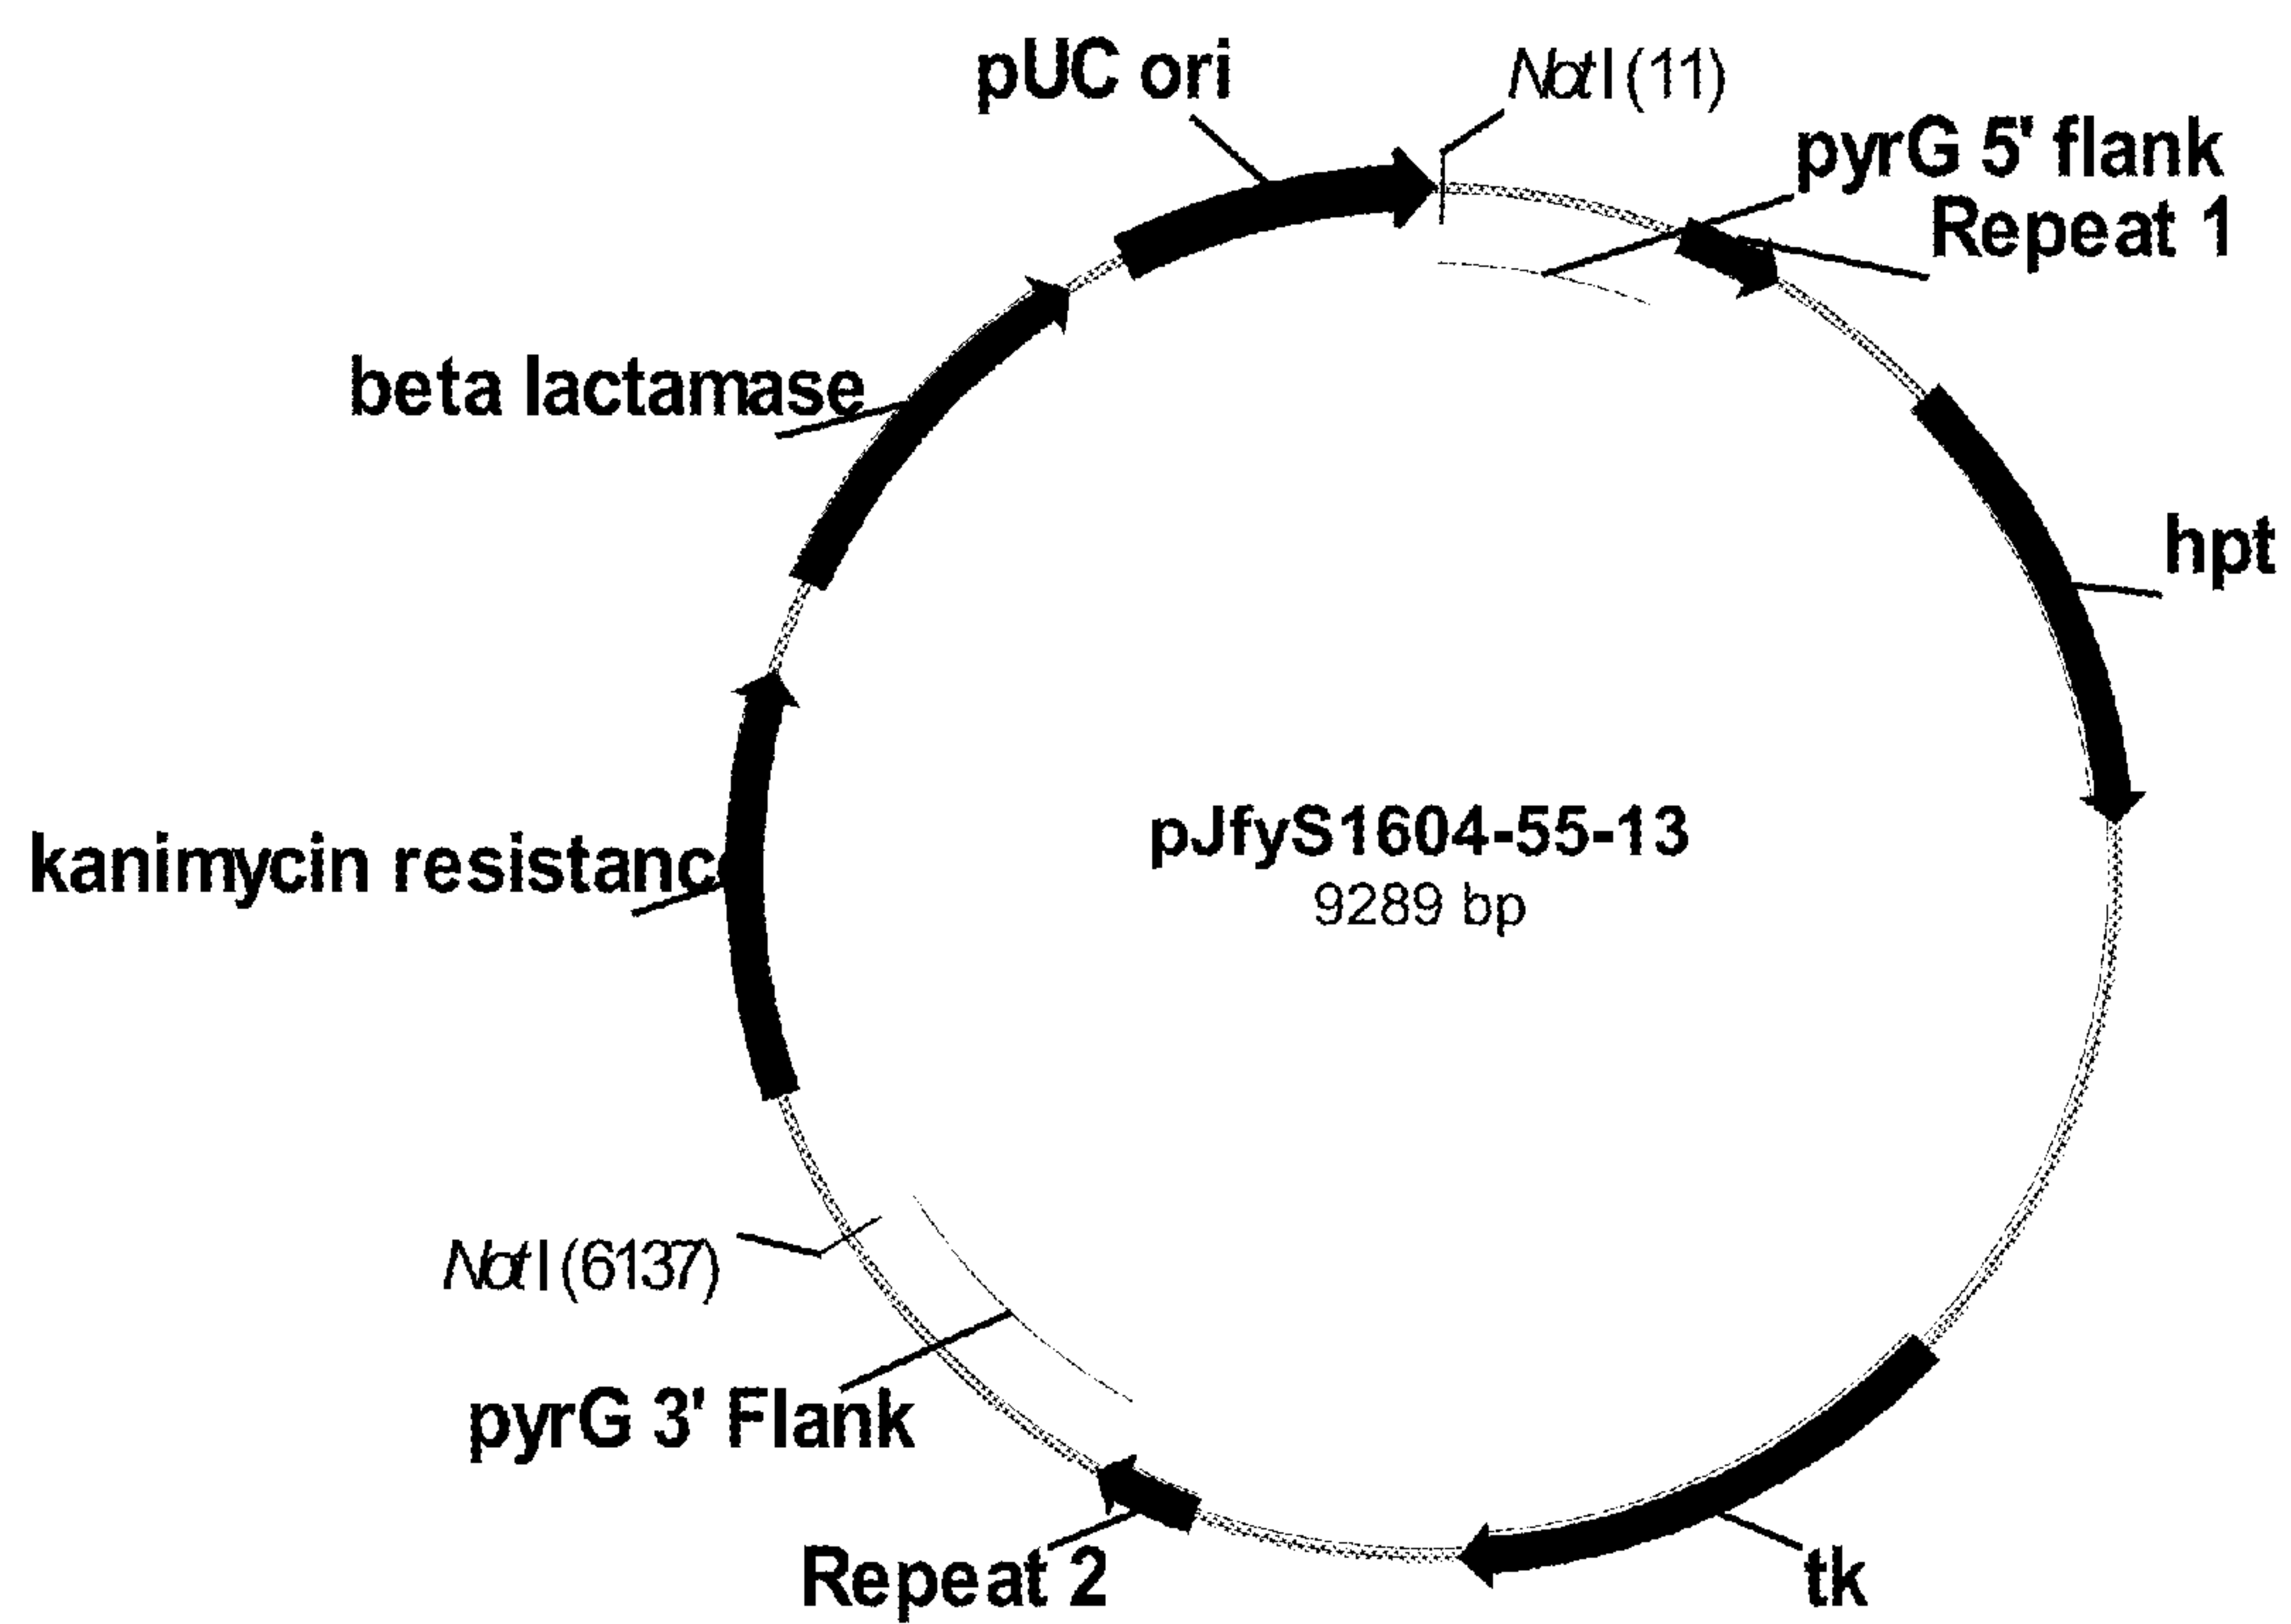 pUC ori
NotI (11)
pyrG 5' flank
Repeat 1
beta lactamase
hpt
pJfyS1604-55-13
9289 bp
kanimycin resistance
NotI (6137)
pyrG 3' Flank
Repeat 2
tk